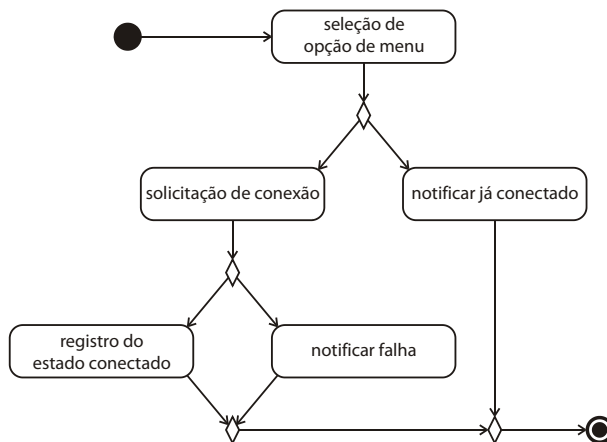 seleção de
opção de menu
solicitação de conexão
notificar já conectado
registro do
estado conectado
notificar falha